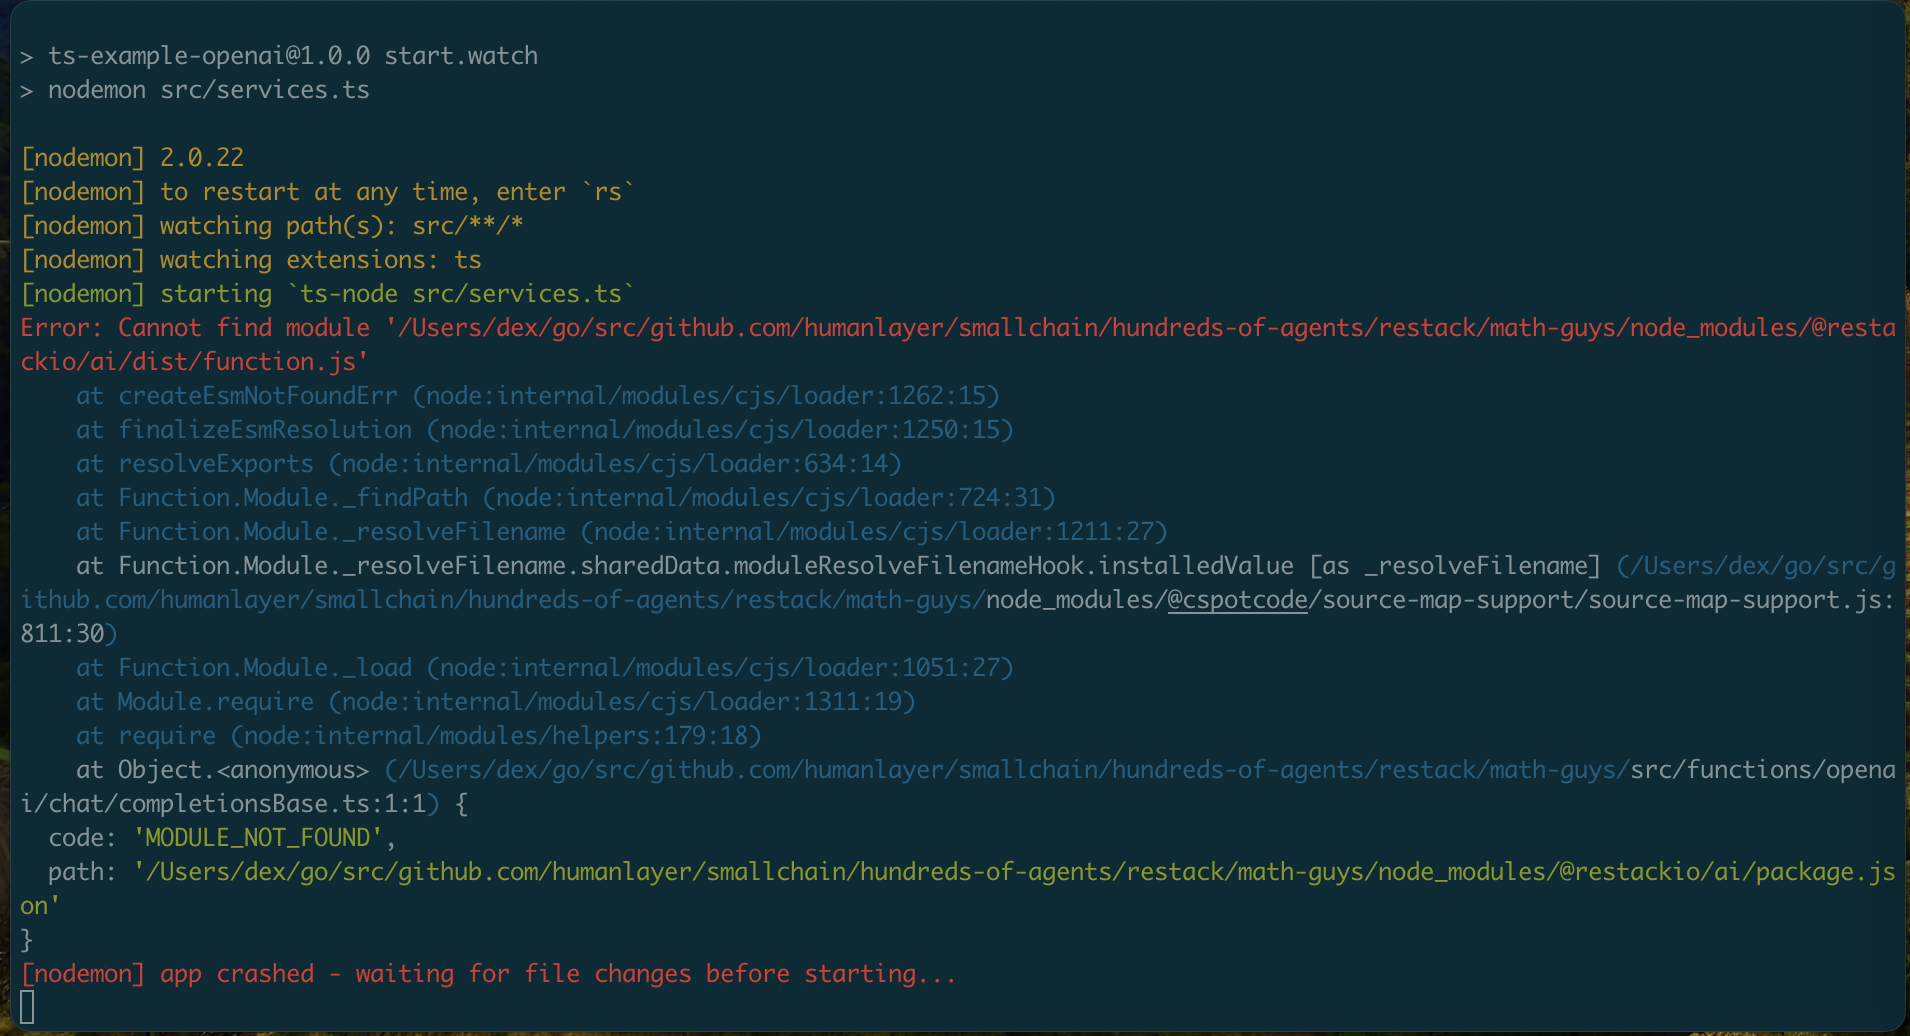 > ts-example-openai@1.0.0 start.watch
> nodemon src/services.ts
[nodemon] 2.0.22
[nodemon] to restart at any time, enter `rs`
[nodemon] watching path(s): src/**/*
[nodemon] watching extensions: ts
[nodemon] starting `ts-node src/services.ts`
Error: Cannot find module '/Users/dex/go/src/github.com/humanlayer/smallchain/hundreds-of-agents/restack/math-guys/node_modules/@resta
ckio/ai/dist/function.js'
    at createEsmNotFoundErr (node:internal/modules/cjs/loader:1262:15)
    at finalizeEsmResolution (node:internal/modules/cjs/loader:1250:15)
    at resolveExports (node:internal/modules/cjs/loader:634:14)
    at Function.Module._findPath (node:internal/modules/cjs/loader:724:31)
    at Function.Module._resolveFilename (node:internal/modules/cjs/loader:1211:27)
    at Function.Module._resolveFilename.sharedData.moduleResolveFilenameHook.installedValue [as _resolveFilename] (/Users/dex/go/src/g
ithub.com/humanlayer/smallchain/hundreds-of-agents/restack/math-guys/node_modules/@cspotcode/source-map-support/source-map-support.js:
811:30)
    at Function.Module._load (node:internal/modules/cjs/loader:1051:27)
    at Module.require (node:internal/modules/cjs/loader:1311:19)
    at require (node:internal/modules/helpers:179:18)
    at Object.<anonymous> (/Users/dex/go/src/github.com/humanlayer/smallchain/hundreds-of-agents/restack/math-guys/src/functions/opena
i/chat/completionsBase.ts:1:1) {
  code: 'MODULE_NOT_FOUND',
  path: '/Users/dex/go/src/github.com/humanlayer/smallchain/hundreds-of-agents/restack/math-guys/node_modules/@restackio/ai/package.js
on'
}
[nodemon] app crashed - waiting for file changes before starting...